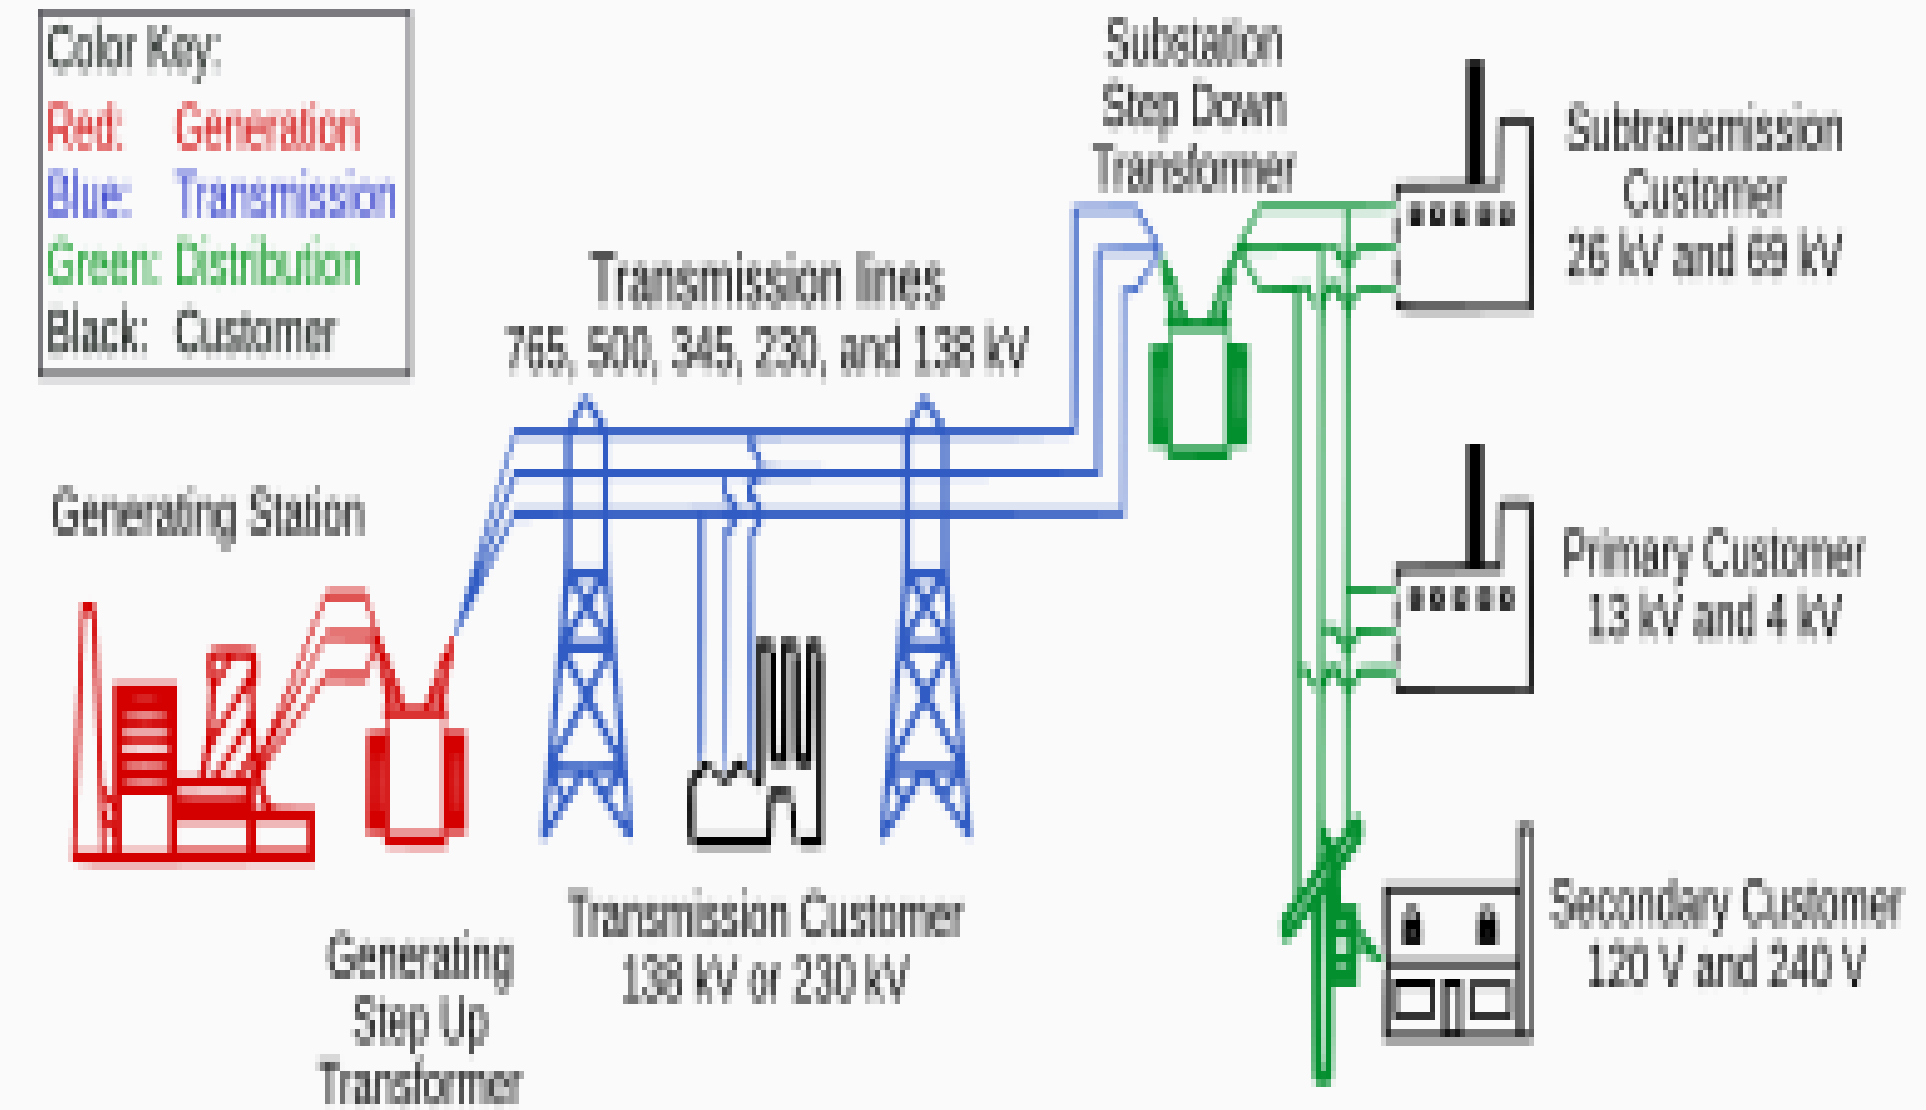 Color Key:
Red: Generation
Blue: Transmission
Green: Distribution
Black: Customer
Substation
Step Down
Transformer
Subtransmission
Customer
26 kV and 69 kV
Transmission lines
765, 500, 345, 230, and 138 kV
Generating Station
Primary Customer
13 kV and 4 kV
Transmission Customer
138 kV or 230 kV
Secondary Customer
120 V and 240 V
Generating
Step Up
Transformer